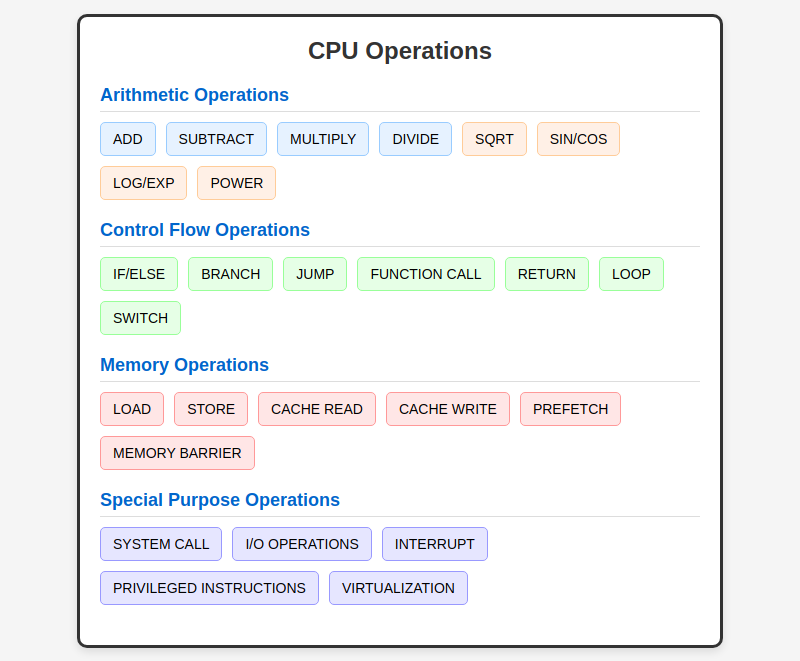 CPU Operations
Arithmetic Operations
ADD SUBTRACT MULTIPLY DIVIDE SQRT SIN/COS
LOG/EXP POWER
Control Flow Operations
IF/ELSE BRANCH JUMP FUNCTION CALL RETURN LOOP
SWITCH
Memory Operations
LOAD STORE CACHE READ CACHE WRITE PREFETCH
MEMORY BARRIER
Special Purpose Operations
SYSTEM CALL I/O OPERATIONS INTERRUPT
PRIVILEGED INSTRUCTIONS VIRTUALIZATION